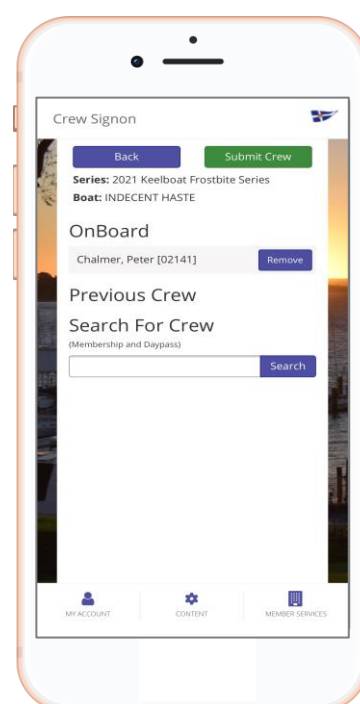 Crew Signon
Back
Submit Crew
Series: 2021 Keelboat Frostbite Series
Boat: INDECENT HASTE
OnBoard
Chalmer, Peter [02141]
Remove
Previous Crew
Search For Crew
(Membership and Daypass)
Search
MY ACCOUNT
CONTENT
MEMBER SERVICES